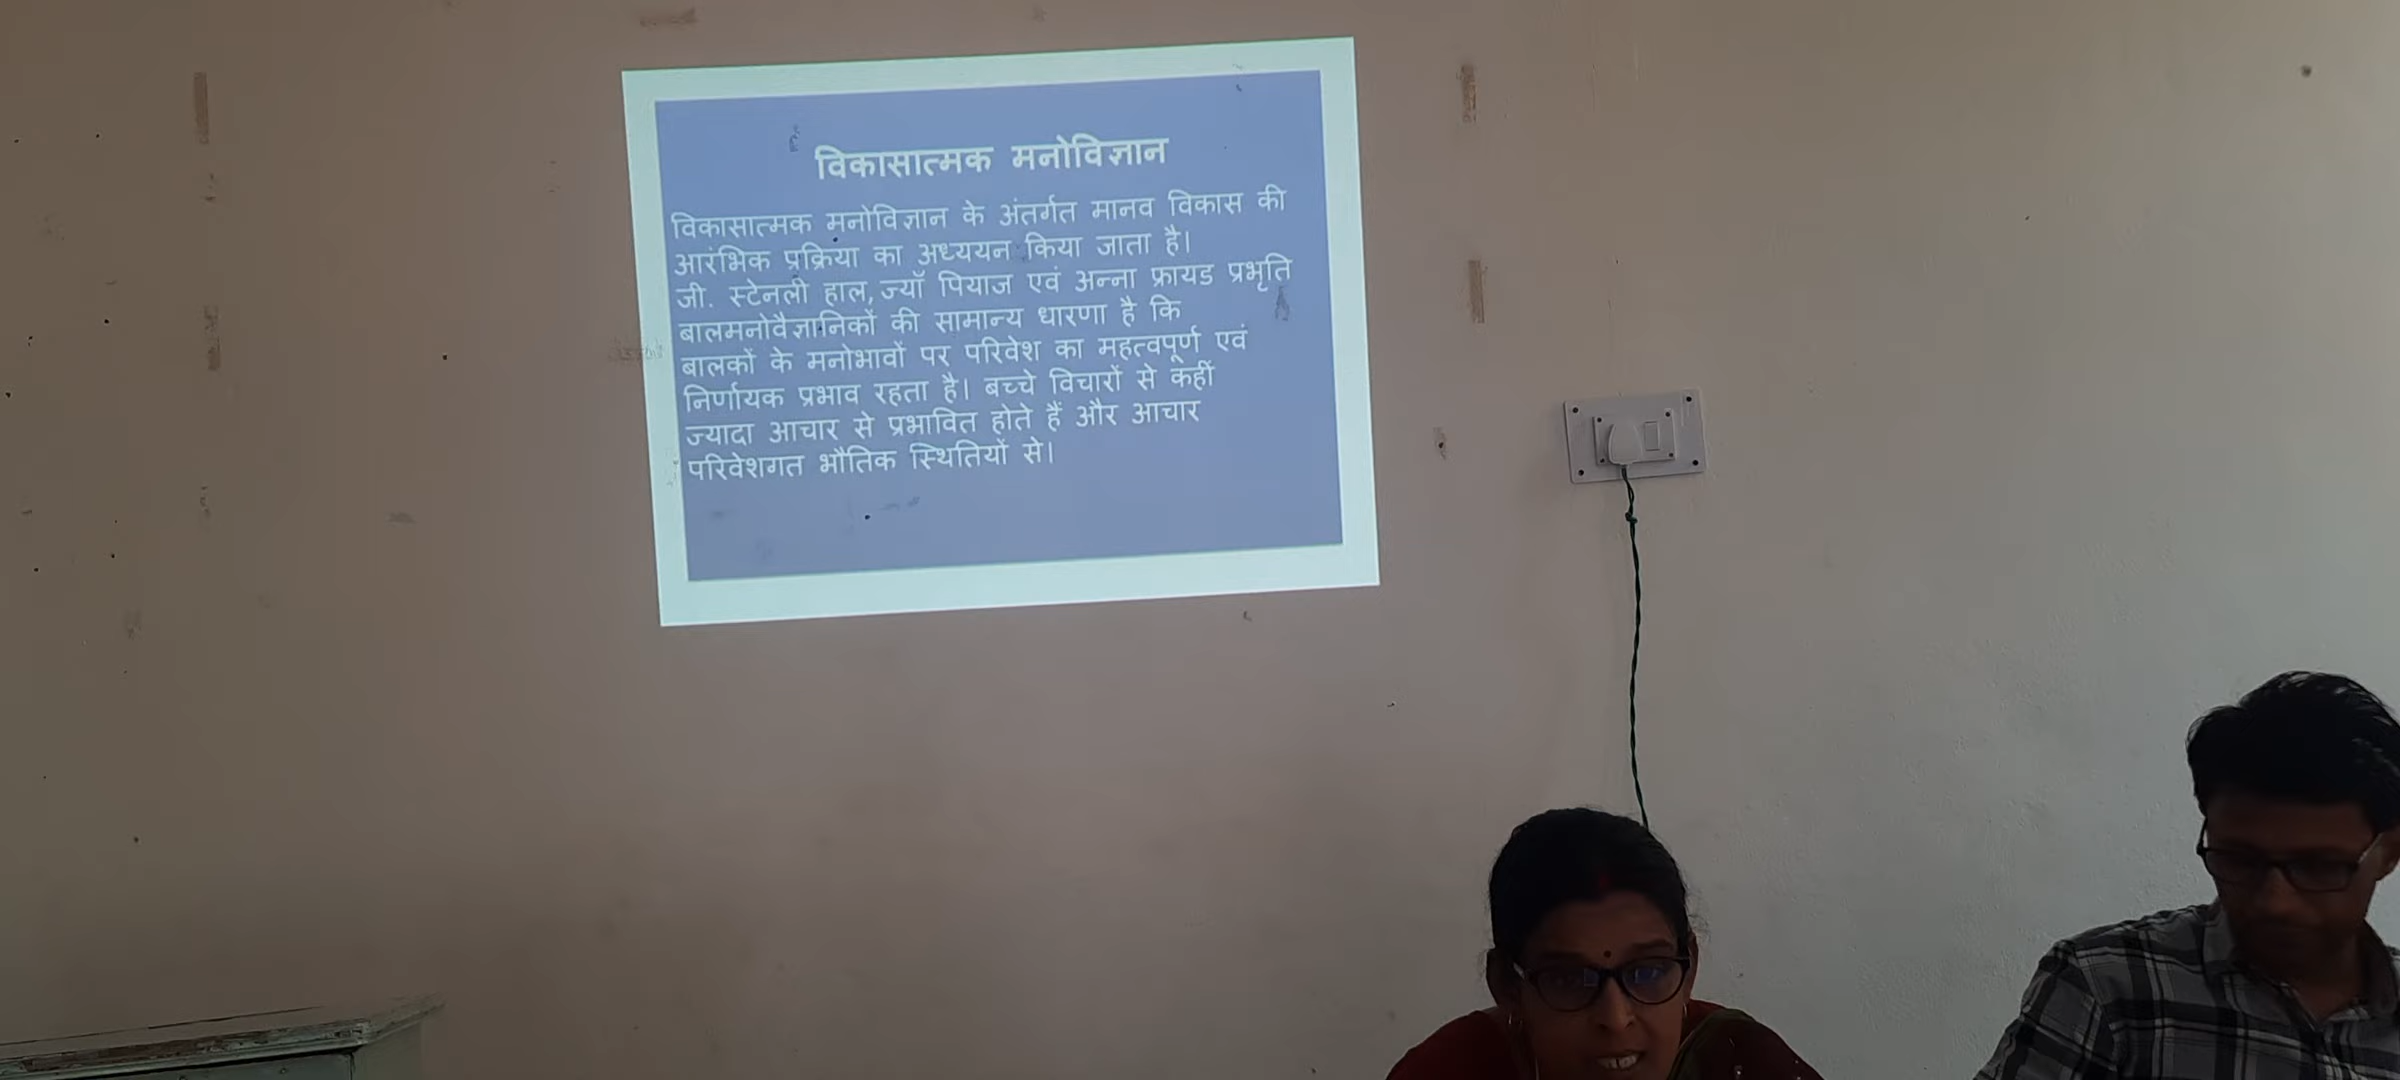 विकासात्मक मनोविज्ञान
विकासात्मक मनोविज्ञान के अंतर्गत मानव विकास की
आरंभिक प्रक्रिया का अध्ययन किया जाता है।
जी. स्टेनली हाल, ज्याँ पियाज एवं अन्ना फ्रायड प्रभृति
बालमनोवैज्ञानिकों की सामान्य धारणा है कि
बालकों के मनोभावों पर परिवेश का महत्वपूर्ण एवं
निर्णायक प्रभाव रहता है। बच्चे विचारों से कहीं
ज्यादा आचार से प्रभावित होते हैं और आचार
परिवेशगत भौतिक स्थितियों से।